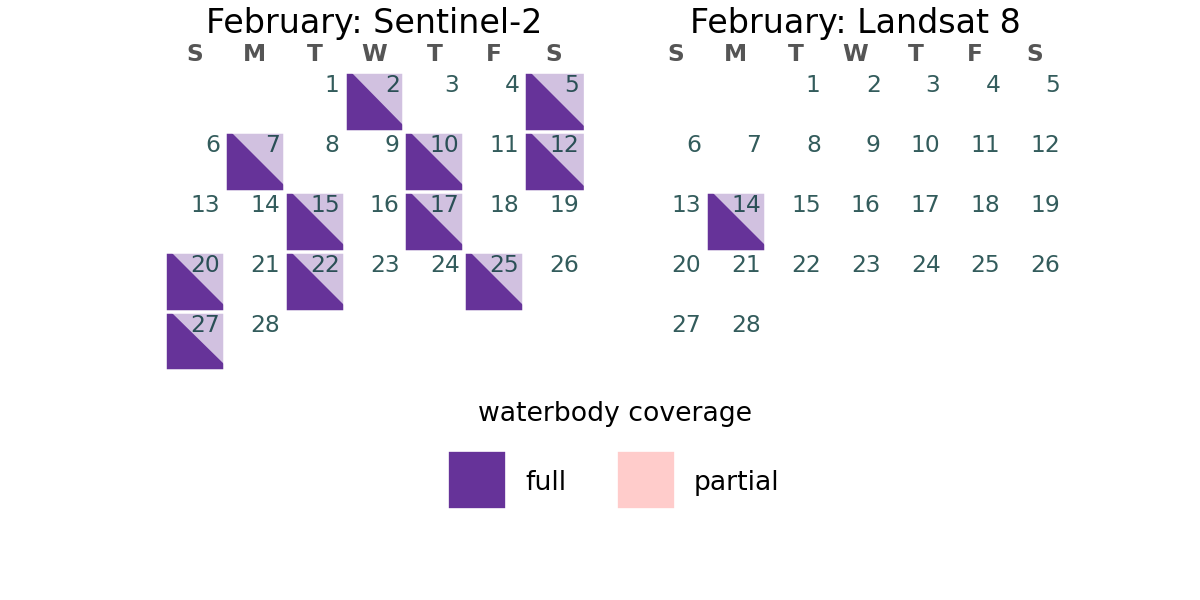 February: Sentinel-2
S M T W T F S
1 2 3 4 5
6 7 8 9 10 11 12
13 14 15 16 17 18 19
20 21 22 23 24 25 26
27 28
February: Landsat 8
S M T W T F S
1 2 3 4 5
6 7 8 9 10 11 12
13 14 15 16 17 18 19
20 21 22 23 24 25 26
27 28
waterbody coverage
full
partial